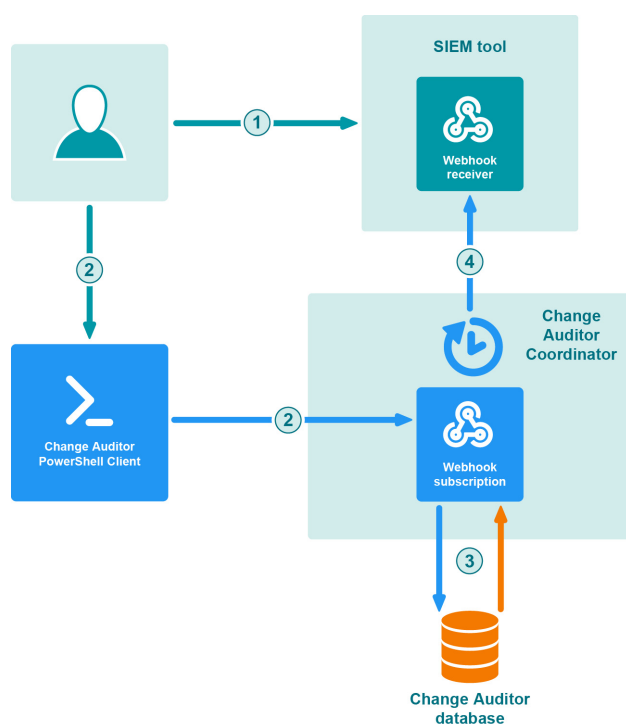 SIEM tool
Webhook
receiver
1
2
4
Change
Auditor
Coordinator
Change Auditor
PowerShell Client
2
Webhook
subscription
3
Change Auditor
database